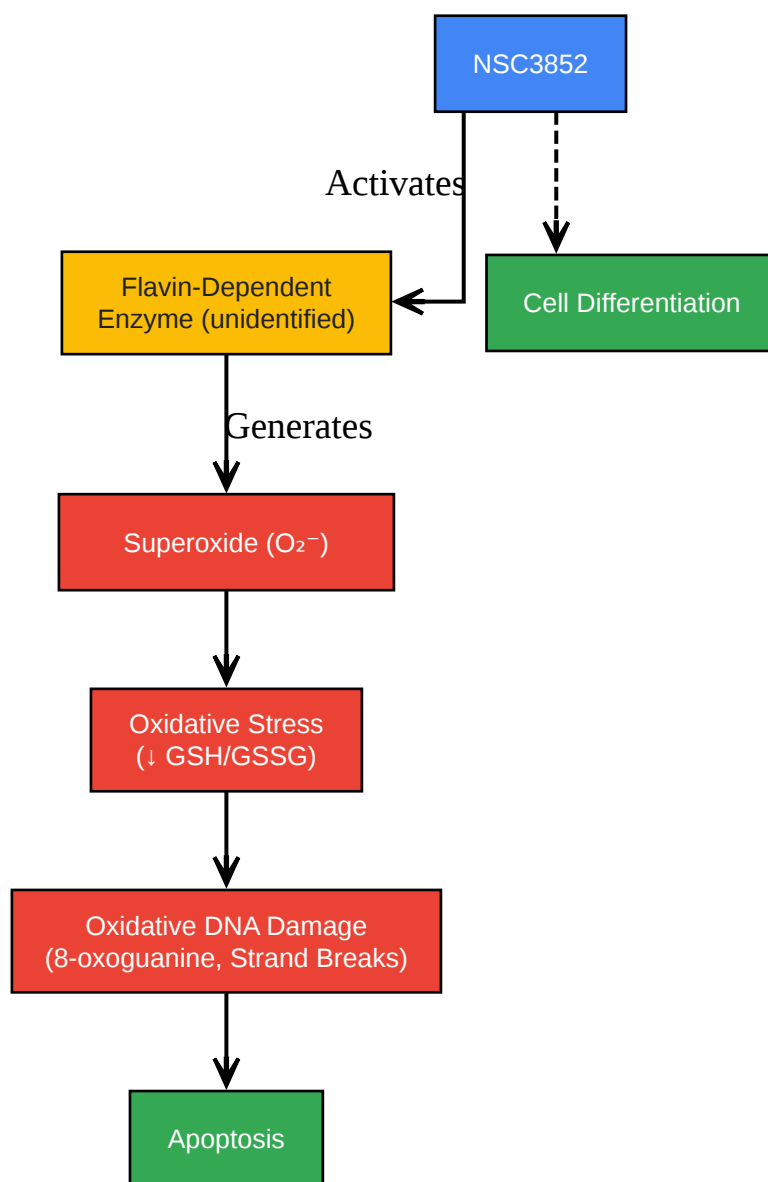 NSC3852
Activates
Flavin-Dependent
Enzyme (unidentified)
Cell Differentiation
Generates
Superoxide (O₂⁻)
Oxidative Stress
(↓ GSH/GSSG)
Oxidative DNA Damage
(8-oxoguanine, Strand Breaks)
Apoptosis